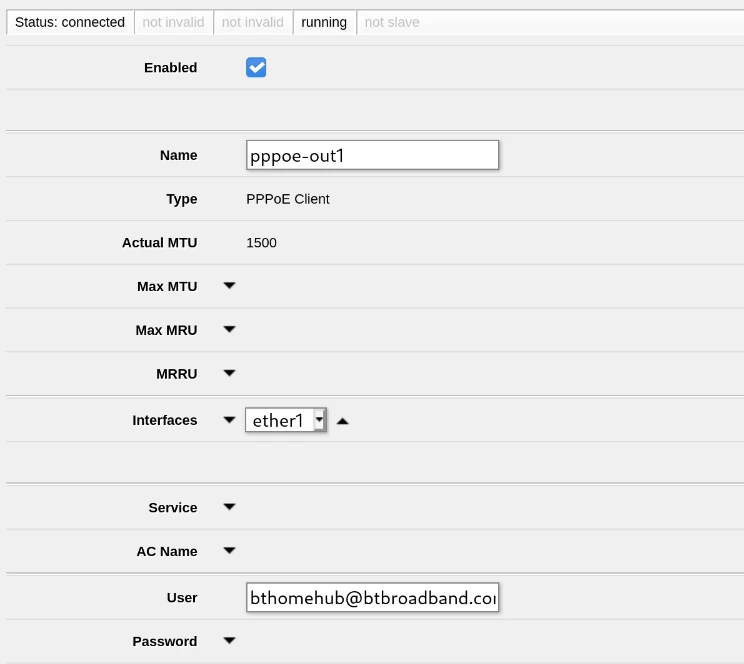 Status: connected not invalid not invalid running not slave
Enabled
Name pppoe-out1
Type PPPoE Client
Actual MTU 1500
Max MTU
Max MRU
MRRU
Interfaces ether1
Service
AC Name
User bthomehub@btbroadband.co
Password